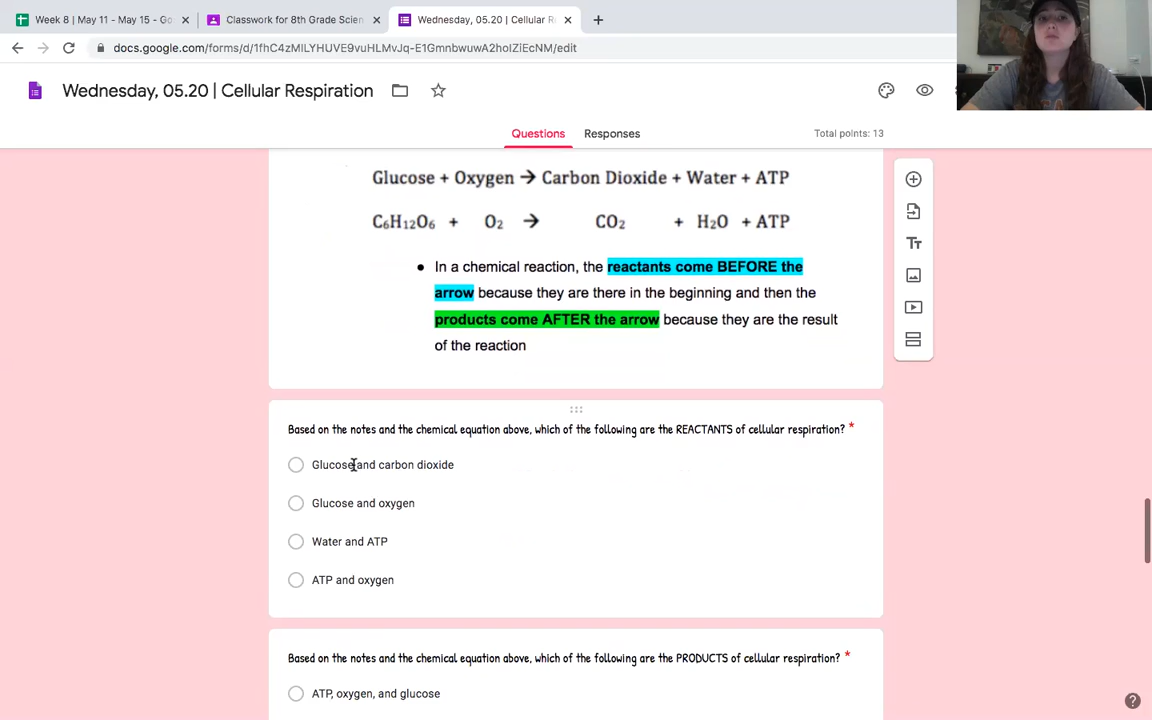 Week 8 | May 11 - May 15 - Go
Classwork for 8th Grade Scien
Wednesday, 05.20 | Cellular R
docs.google.com/forms/d/1fhC4zMlLYHUVE9vuHLMvJq-E1GmnbwuwA2holZiEcNM/edit
Wednesday, 05.20 | Cellular Respiration
Questions Responses Total points: 13
Glucose + Oxygen → Carbon Dioxide + Water + ATP
C₆H₁₂O₆ + O₂ → CO₂ + H₂O + ATP
● In a chemical reaction, the reactants come BEFORE the
arrow because they are there in the beginning and then the
products come AFTER the arrow because they are the result
of the reaction
Based on the notes and the chemical equation above, which of the following are the REACTANTS of cellular respiration? *
Glucose and carbon dioxide
Glucose and oxygen
Water and ATP
ATP and oxygen
Based on the notes and the chemical equation above, which of the following are the PRODUCTS of cellular respiration? *
ATP, oxygen, and glucose